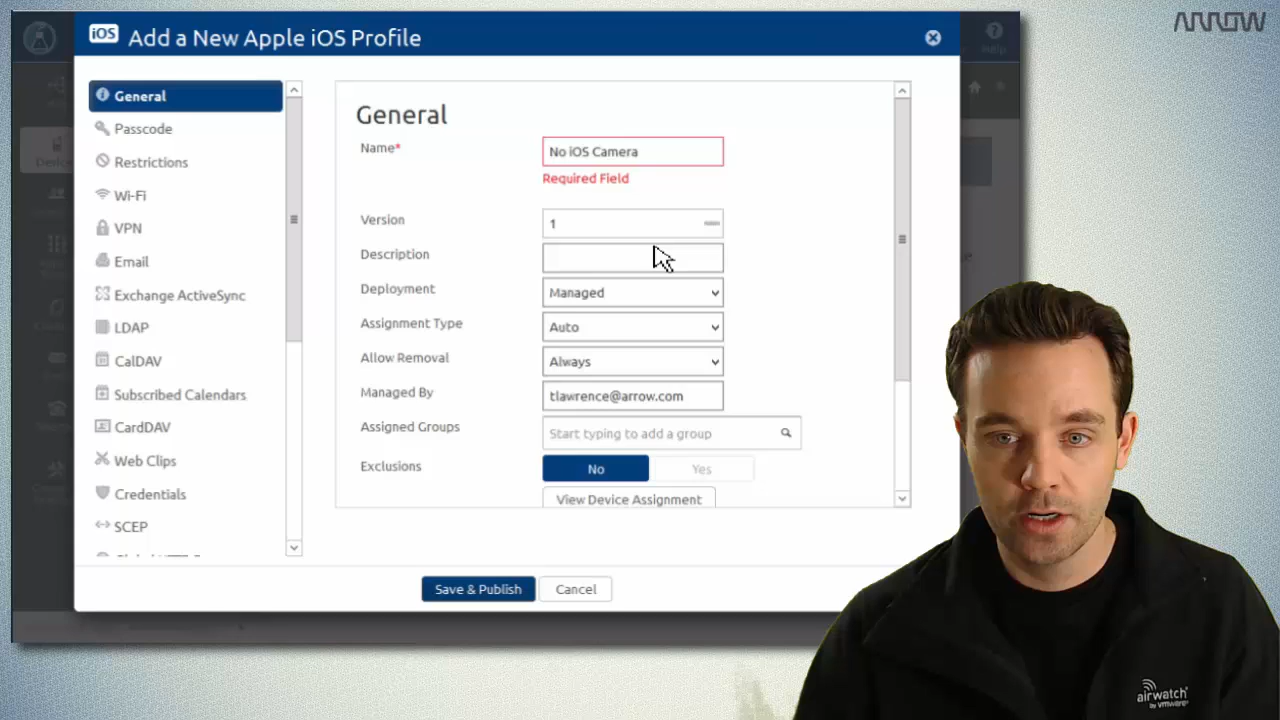 iOS Add a New Apple iOS Profile
ARROW
Help
General
Passcode
Restrictions
Wi-Fi
VPN
Email
Exchange ActiveSync
LDAP
CalDAV
Subscribed Calendars
CardDAV
Web Clips
Credentials
SCEP
General
Name* No iOS Camera
Required Field
Version 1
Description
Deployment Managed
Assignment Type Auto
Allow Removal Always
Managed By tlawrence@arrow.com
Assigned Groups Start typing to add a group
Exclusions No Yes
View Device Assignment
Save & Publish Cancel
airwatch
by vmware